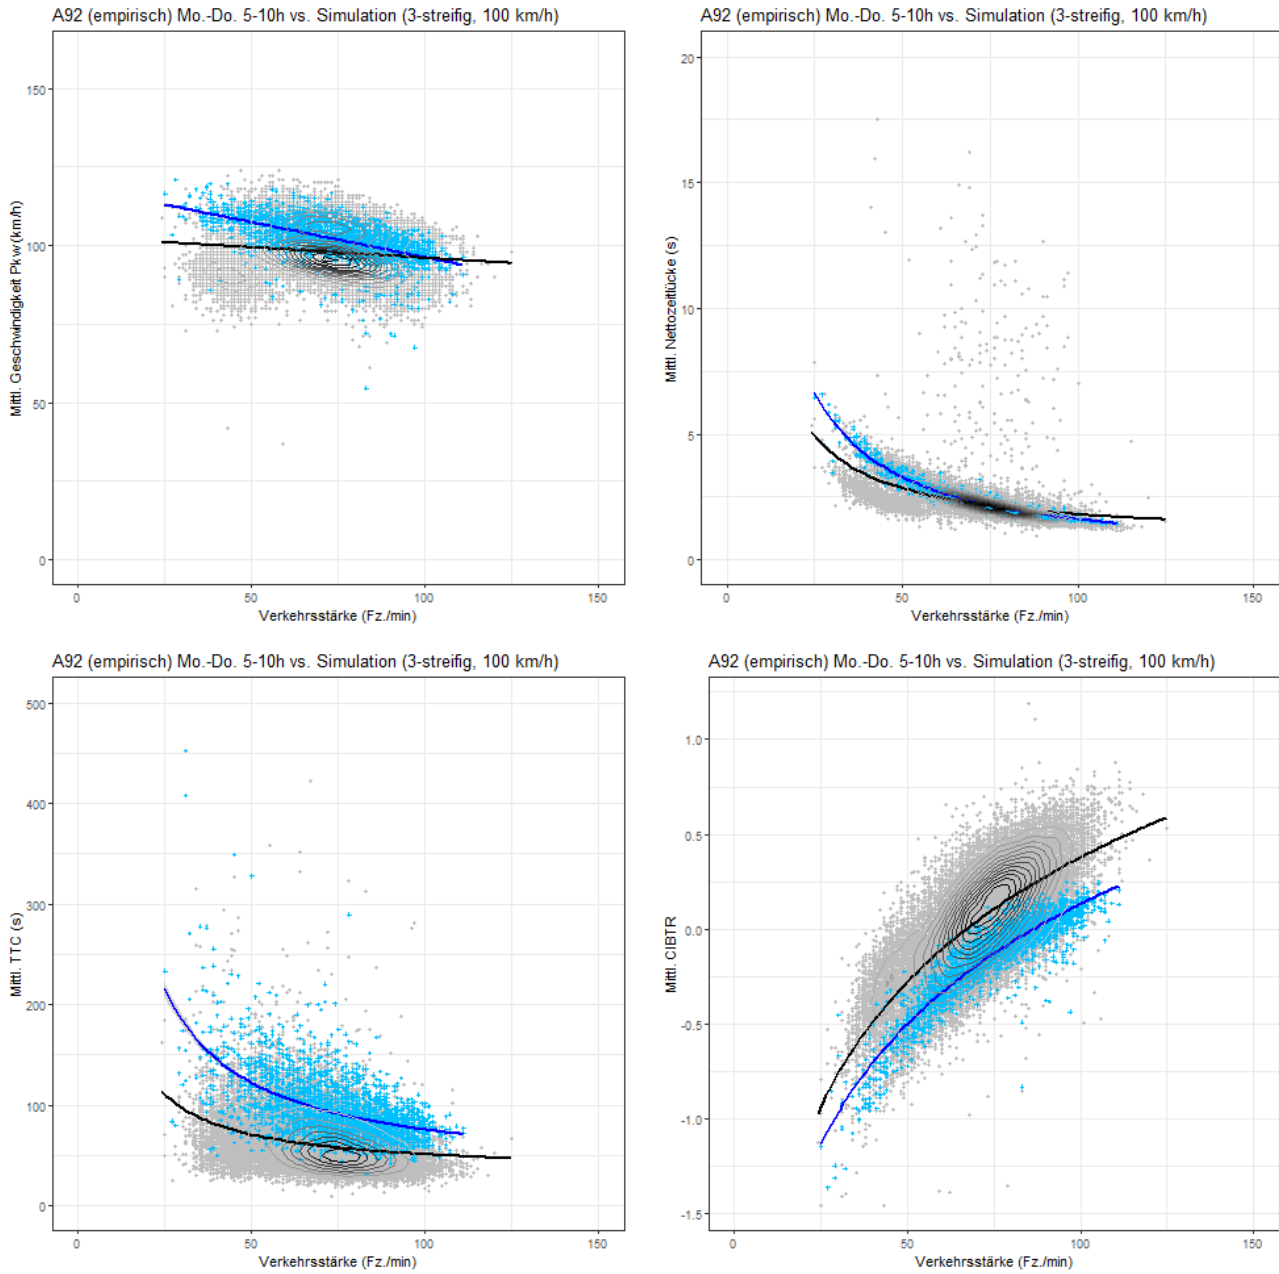 A92 (empirisch) Mo.-Do. 5-10h vs. Simulation (3-streifig, 100 km/h)
Mittl. Geschwindigkeit Pkw(km/h)
150
100
50
0
0 50 100 150
Verkehrsstärke (Fz./min)
A92 (empirisch) Mo.-Do. 5-10h vs. Simulation (3-streifig, 100 km/h)
Mittl. Nettozeitlücke (s)
20
15
10
5
0
0 50 100 150
Verkehrsstärke (Fz./min)
A92 (empirisch) Mo.-Do. 5-10h vs. Simulation (3-streifig, 100 km/h)
Mittl. TTC (s)
500
400
300
200
100
0
0 50 100 150
Verkehrsstärke (Fz./min)
A92 (empirisch) Mo.-Do. 5-10h vs. Simulation (3-streifig, 100 km/h)
Mittl. CIBTR
1.0
0.5
0.0
-0.5
-1.0
-1.5
0 50 100 150
Verkehrsstärke (Fz./min)